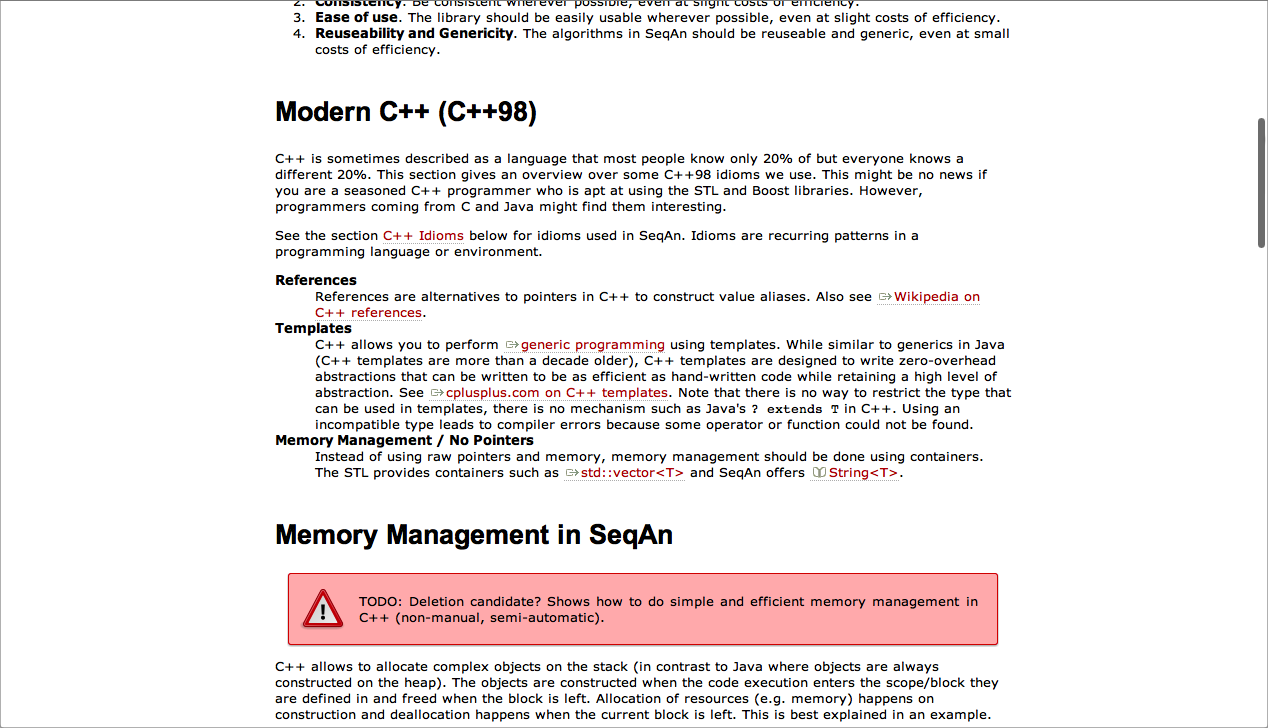 2. Consistency. Be consistent wherever possible, even at slight costs of efficiency.
3. Ease of use. The library should be easily usable wherever possible, even at slight costs of efficiency.
4. Reuseability and Genericity. The algorithms in SeqAn should be reuseable and generic, even at small
costs of efficiency.
Modern C++ (C++98)
C++ is sometimes described as a language that most people know only 20% of but everyone knows a
different 20%. This section gives an overview over some C++98 idioms we use. This might be no news if
you are a seasoned C++ programmer who is apt at using the STL and Boost libraries. However,
programmers coming from C and Java might find them interesting.
See the section C++ Idioms below for idioms used in SeqAn. Idioms are recurring patterns in a
programming language or environment.
References
References are alternatives to pointers in C++ to construct value aliases. Also see Wikipedia on
C++ references.
Templates
C++ allows you to perform generic programming using templates. While similar to generics in Java
(C++ templates are more than a decade older), C++ templates are designed to write zero-overhead
abstractions that can be written to be as efficient as hand-written code while retaining a high level of
abstraction. See cplusplus.com on C++ templates. Note that there is no way to restrict the type that
can be used in templates, there is no mechanism such as Java's ? extends T in C++. Using an
incompatible type leads to compiler errors because some operator or function could not be found.
Memory Management / No Pointers
Instead of using raw pointers and memory, memory management should be done using containers.
The STL provides containers such as std::vector<T> and SeqAn offers String<T>.
Memory Management in SeqAn
TODO: Deletion candidate? Shows how to do simple and efficient memory management in
C++ (non-manual, semi-automatic).
C++ allows to allocate complex objects on the stack (in contrast to Java where objects are always
constructed on the heap). The objects are constructed when the code execution enters the scope/block they
are defined in and freed when the block is left. Allocation of resources (e.g. memory) happens on
construction and deallocation happens when the current block is left. This is best explained in an example.